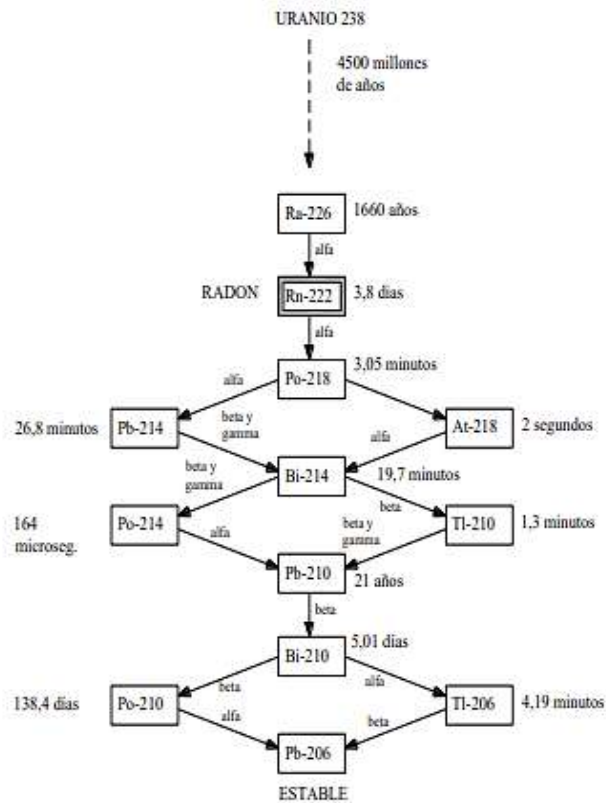 URANIO 238
4500 millones
de años
Ra-226
1660 años
alfa
RADON
Rn-222
3,8 dias
alfa
Po-218
3,05 minutos
alfa
26,8 minutos
Pb-214
beta y
gamma
At-218
2 segundos
alfa
beta y
gamma
Bi-214
19,7 minutos
beta
164
microseg.
Po-214
alfa
beta y
gamma
Tl-210
1,3 minutos
Pb-210
21 años
beta
Bi-210
5,01 días
beta
alfa
138,4 días
Po-210
alfa
beta
Tl-206
4,19 minutos
Pb-206
ESTABLE